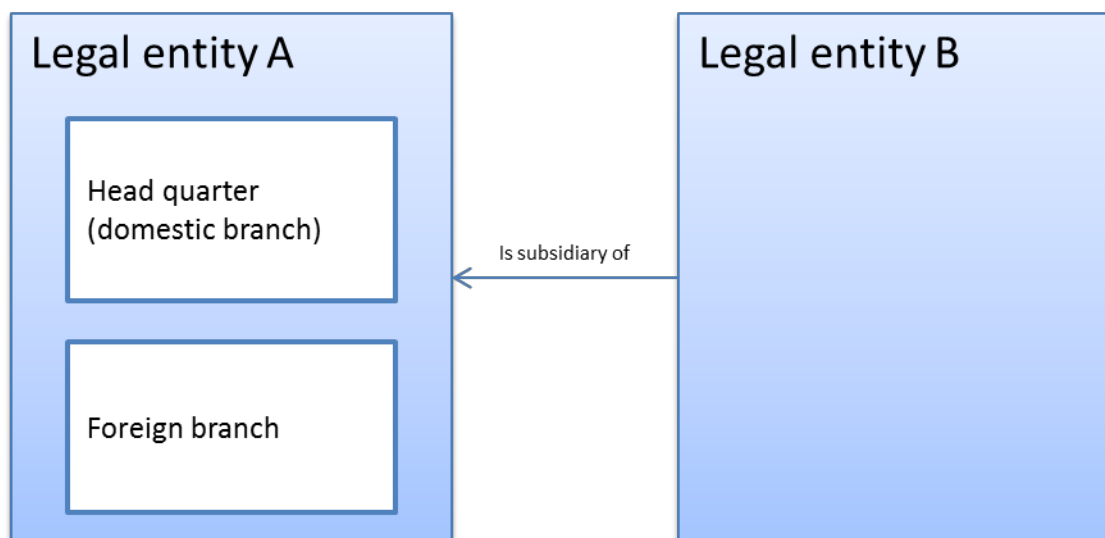 Legal entity A
Legal entity B
Head quarter
(domestic branch)
Is subsidiary of
Foreign branch